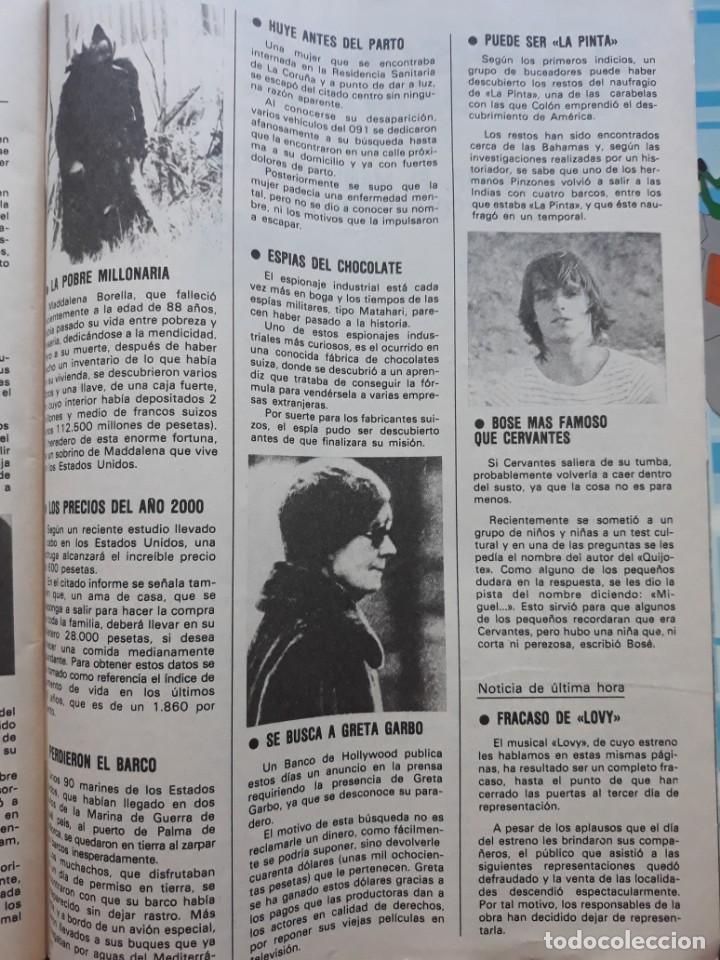 LA POBRE MILLONARIA
Maddalena Borella, que falleció
a la edad de 88 años,
pasado su vida entre pobreza y
dedicándose a la mendicidad.
a su muerte, después de haber
un inventario de lo que había
su vivienda, se descubrieron varios
y una llave, de una caja fuerte,
cuyo interior había depositados 2
y medio de francos suizos
112.500 millones de pesetas).
heredero de esta enorme fortuna,
un sobrino de Maddalena que vive
los Estados Unidos.
LOS PRECIOS DEL AÑO 2000
Según un reciente estudio llevado
en los Estados Unidos, una
alcanzará el increíble precio
600 pesetas.
En el citado informe se señala tam-
que, un ama de casa, que se
a salir para hacer la compra
toda la familia, deberá llevar en su
28.000 pesetas, si desea
una comida medianamente
Para obtener estos datos se
tomado como referencia el índice de
de vida en los últimos
años, que es de un 1.860 por
PERDIERON EL BARCO
90 marines de los Estados
que habían llegado en dos
de la Marina de Guerra de
país, al puerto de Palma de
se quedaron en tierra al zarpar
barcos inesperadamente.
muchachos, que disfrutaban
un día de permiso en tierra, se
con que su barco había
sin dejar rastro. Más
y a bordo de un avión especial,
llevados a sus buques que ya
por aguas del Mediterrá-
● HUYE ANTES DEL PARTO
Una mujer que se encontraba
internada en la Residencia Sanitaria
de La Coruña y a punto de dar a luz,
se escapó del citado centro sin ningu-
na razón aparente.
Al conocerse su desaparición,
varios vehículos del 091 se dedicaron
afanosamente a su búsqueda hasta
que la encontraron en una calle próxi-
ma a su domicilio y ya con fuertes
dolores de parto.
Posteriormente se supo que la
mujer padecía una enfermedad men-
tal, pero no se dio a conocer su nom-
bre, ni los motivos que la impulsaron
a escapar.
● ESPIAS DEL CHOCOLATE
El espionaje industrial está cada
vez más en boga y los tiempos de las
espías militares, tipo Matahari, pare-
cen haber pasado a la historia.
Uno de estos espionajes indus-
triales más curiosos, es el ocurrido en
una conocida fábrica de chocolates
suiza, donde se descubrió a un apren-
diz que trataba de conseguir la fór-
mula para vendérsela a varias empre-
sas extranjeras.
Por suerte para los fabricantes sui-
zos, el espía pudo ser descubierto
antes de que finalizara su misión.
● SE BUSCA A GRETA GARBO
Un Banco de Hollywood publica
estos días un anuncio en la prensa
requiriendo la presencia de Greta
Garbo, ya que se desconoce su para-
dero.
El motivo de esta búsqueda no es
reclamarle un dinero, como fácilmen-
te se podría suponer, sino devolverle
cuarenta dólares (unas mil ochocien-
tas pesetas) que le pertenecen. Greta
se ha ganado estos dólares gracias a
los pagos que las productoras dan a
los actores en calidad de derechos,
por reponer sus viejas películas en
televisión.
● PUEDE SER «LA PINTA»
Según los primeros indicios, un
grupo de buceadores puede haber
descubierto los restos del naufragio
de «La Pinta», una de las carabelas
con las que Colón emprendió el des-
cubrimiento de América.
Los restos han sido encontrados
cerca de las Bahamas y, según las
investigaciones realizadas por un his-
toriador, se sabe que uno de los her-
manos Pinzones volvió a salir a las
Indias con cuatro barcos, entre los
que estaba «La Pinta», y que éste nau-
fragó en un temporal.
● BOSE MAS FAMOSO
QUE CERVANTES
Si Cervantes saliera de su tumba,
probablemente volvería a caer dentro
del susto, ya que la cosa no es para
menos.
Recientemente se sometió a un
grupo de niños y niñas a un test cul-
tural y en una de las preguntas se les
pedía el nombre del autor del «Quijo-
te». Como alguno de los pequeños
dudara en la respuesta, se les dio la
pista del nombre diciendo: «Mi-
guel...». Esto sirvió para que algunos
de los pequeños recordaran que era
Cervantes, pero hubo una niña que, ni
corta ni perezosa, escribió Bosé.
Noticia de última hora
● FRACASO DE «LOVY»
El musical «Lovy», de cuyo estreno
les hablamos en estas mismas pági-
nas, ha resultado ser un completo fra-
caso, hasta el punto de que han
cerrado las puertas al tercer día de
representación.
A pesar de los aplausos que el día
del estreno les brindaron sus compa-
ñeros, el público que asistió a las
siguientes representaciones quedó
defraudado y la venta de las localida-
des descendió espectacularmente.
Por tal motivo, los responsables de la
obra han decidido dejar de represen-
tarla.
todocoleccion